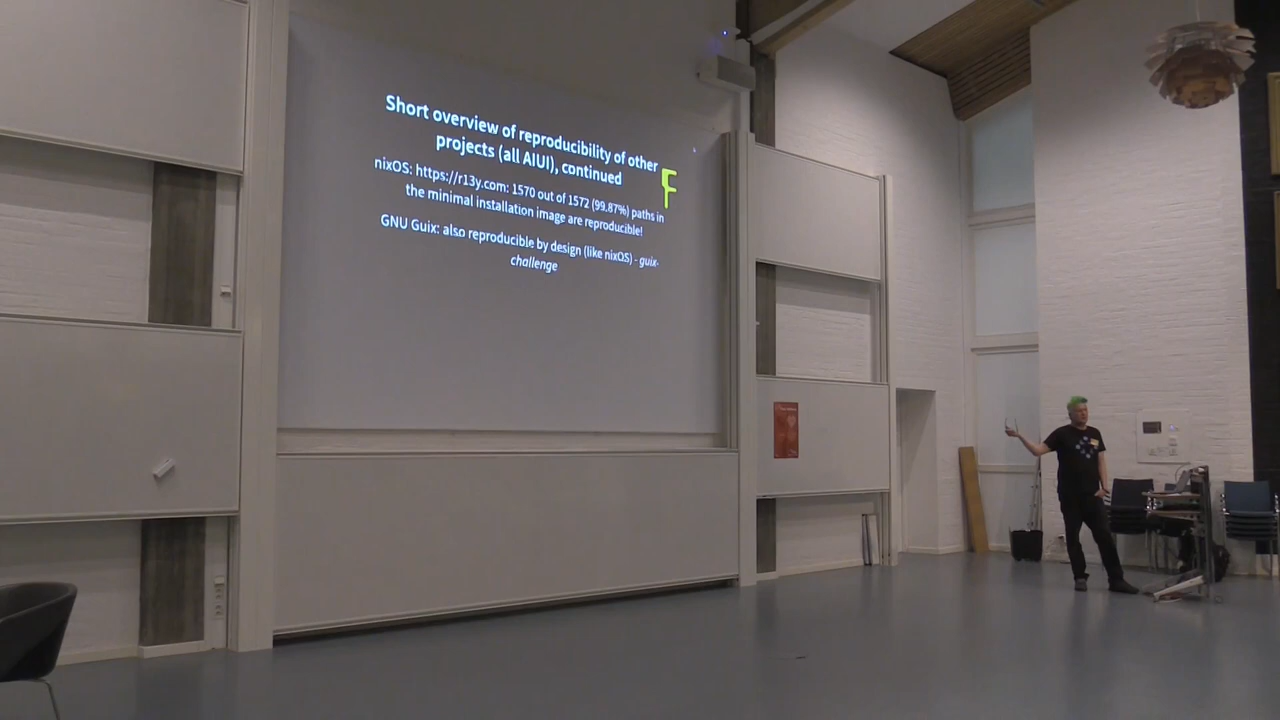 Short overview of reproducibility of other
projects (all AIUI), continued
nixOS: https://r13y.com: 1570 out of 1572 (99.87%) paths in
the minimal installation image are reproducible!
GNU Guix: also reproducible by design (like nixOS) - guix-
challenge
F